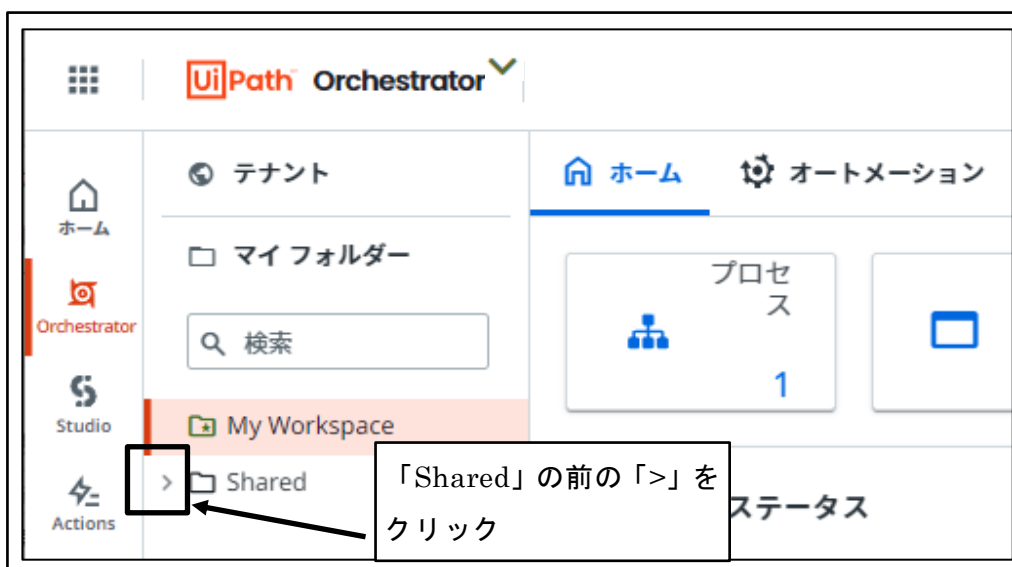 UiPath Orchestrator
テナント
ホーム
オートメーション
ホーム
マイ フォルダー
プロセ
ス
1
Orchestrator
検索
Studio
My Workspace
Shared
Actions
「Shared」の前の「>」を
クリック
ステータス